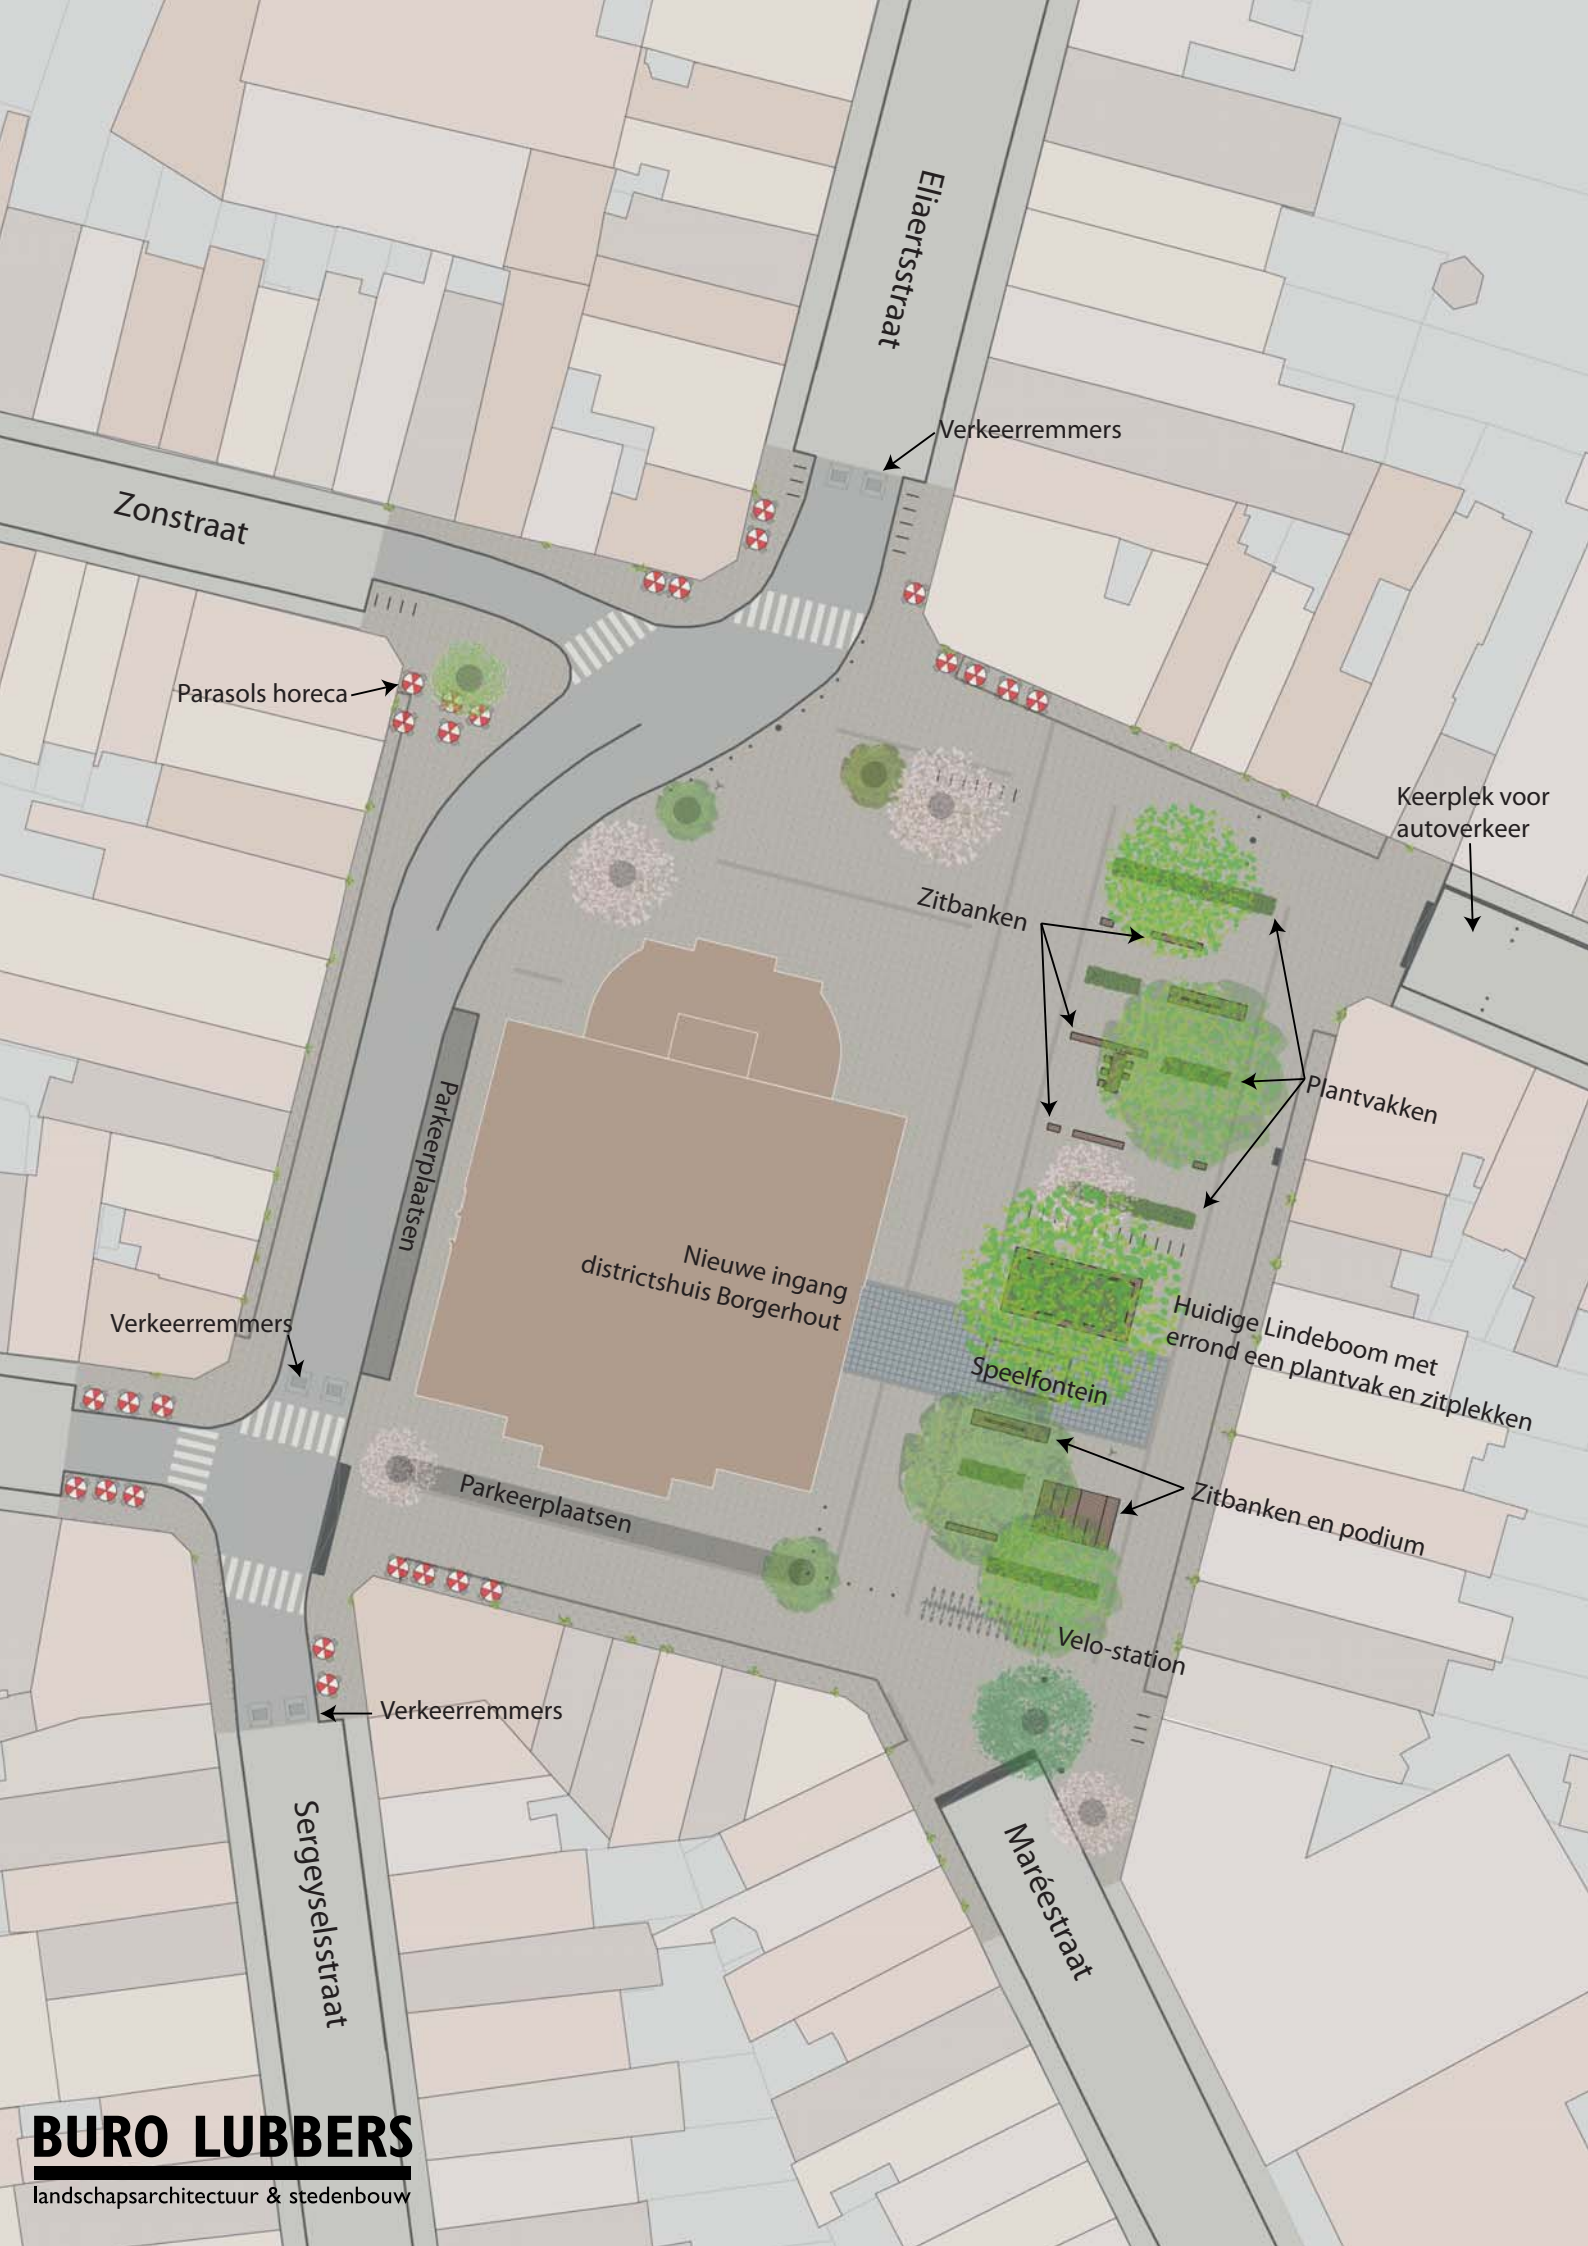 Eliaertsstraat
Verkeerremmers
Zonstraat
Parasols horeca
Keerplek voor
autoverkeer
Zitbanken
Plantvakken
Parkeerplaatsen
Nieuwe ingang
districtshuis Borgerhout
Huidige Lindeboom met
errond een plantvak en zitplekken
Verkeerremmers
Speelfontein
Parkeerplaatsen
Zitbanken en podium
Velo-station
Verkeerremmers
Sergeyselsstraat
Maréestraat
BURO LUBBERS
landschapsarchitectuur & stedenbouw